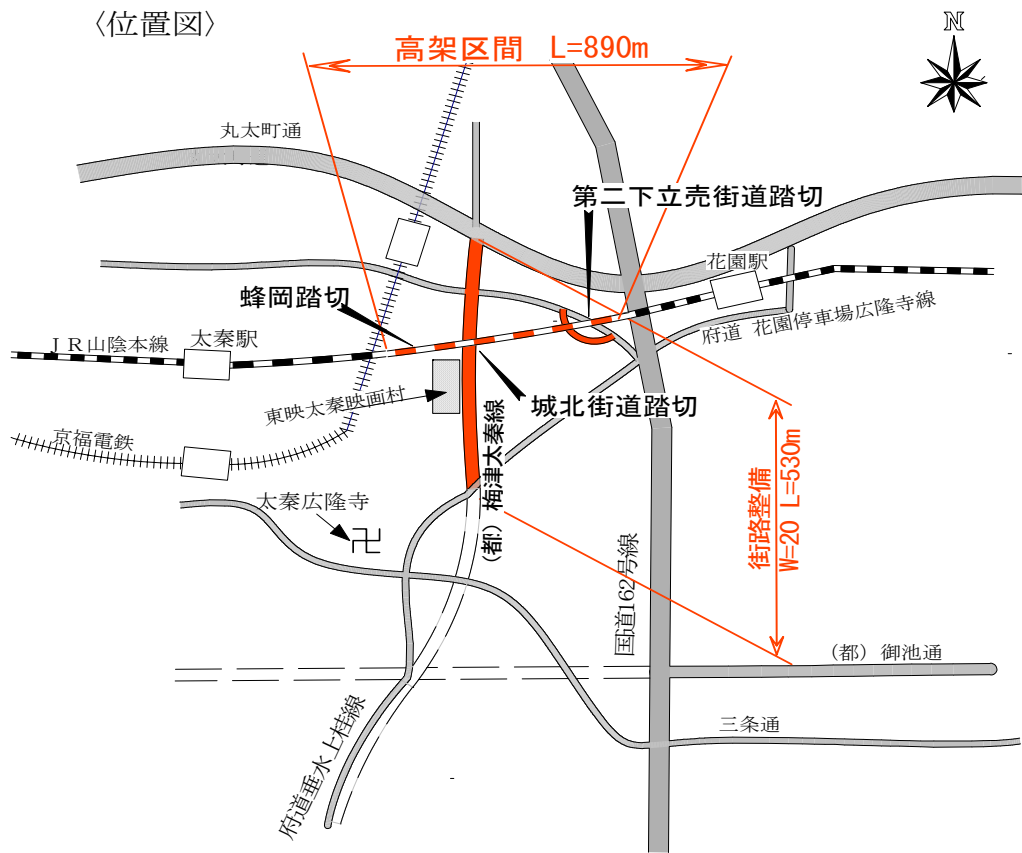 〈位置図〉
N
高架区間 L=890m
丸太町通
第二下立売街道踏切
花園駅
蜂岡踏切
府道 花園停車場広隆寺線
JR山陰本線
太秦駅
東映太秦映画村
城北街道踏切
京福電鉄
(都) 梅津太秦線
街路整備
W=20 L=530m
太秦広隆寺
卍
国道162号線
(都) 御池通
三条通
府道垂水上桂線